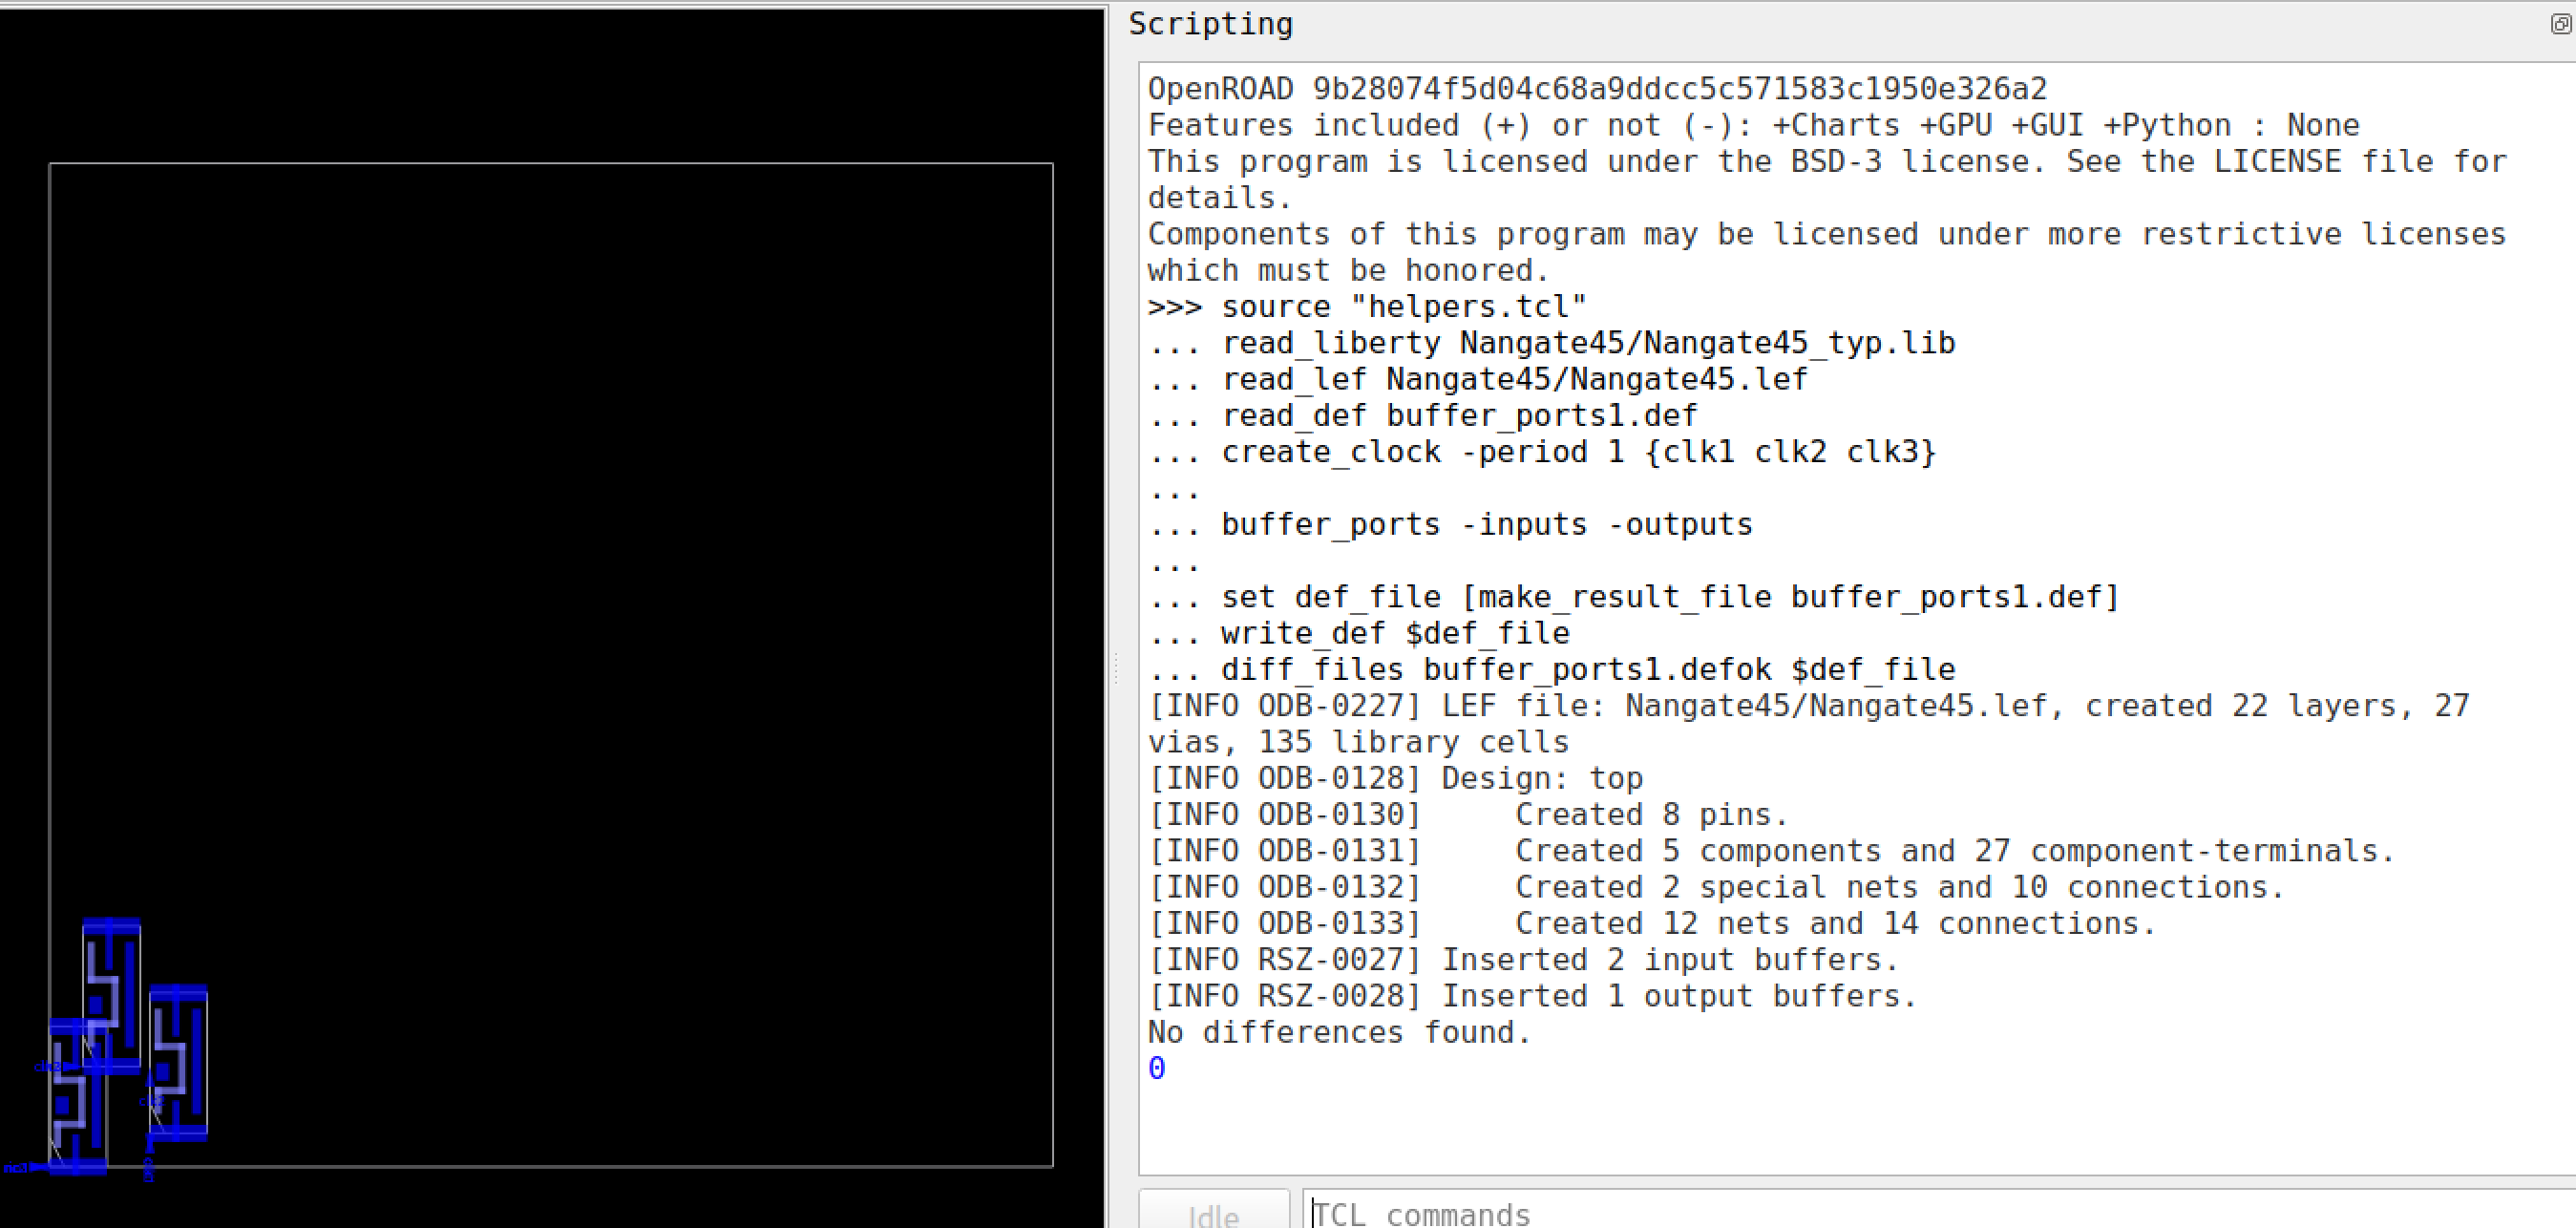 Scripting
OpenROAD 9b28074f5d04c68a9ddcc5c571583c1950e326a2
Features included (+) or not (-): +Charts +GPU +GUI +Python : None
This program is licensed under the BSD-3 license. See the LICENSE file for
details.
Components of this program may be licensed under more restrictive licenses
which must be honored.
>>> source "helpers.tcl"
... read_liberty Nangate45/Nangate45_typ.lib
... read_lef Nangate45/Nangate45.lef
... read_def buffer_ports1.def
... create_clock -period 1 {clk1 clk2 clk3}
...
... buffer_ports -inputs -outputs
...
... set def_file [make_result_file buffer_ports1.def]
... write_def $def_file
... diff_files buffer_ports1.defok $def_file
[INFO ODB-0227] LEF file: Nangate45/Nangate45.lef, created 22 layers, 27
vias, 135 library cells
[INFO ODB-0128] Design: top
[INFO ODB-0130]     Created 8 pins.
[INFO ODB-0131]     Created 5 components and 27 component-terminals.
[INFO ODB-0132]     Created 2 special nets and 10 connections.
[INFO ODB-0133]     Created 12 nets and 14 connections.
[INFO RSZ-0027] Inserted 2 input buffers.
[INFO RSZ-0028] Inserted 1 output buffers.
No differences found.
0
Idle
TCL commands